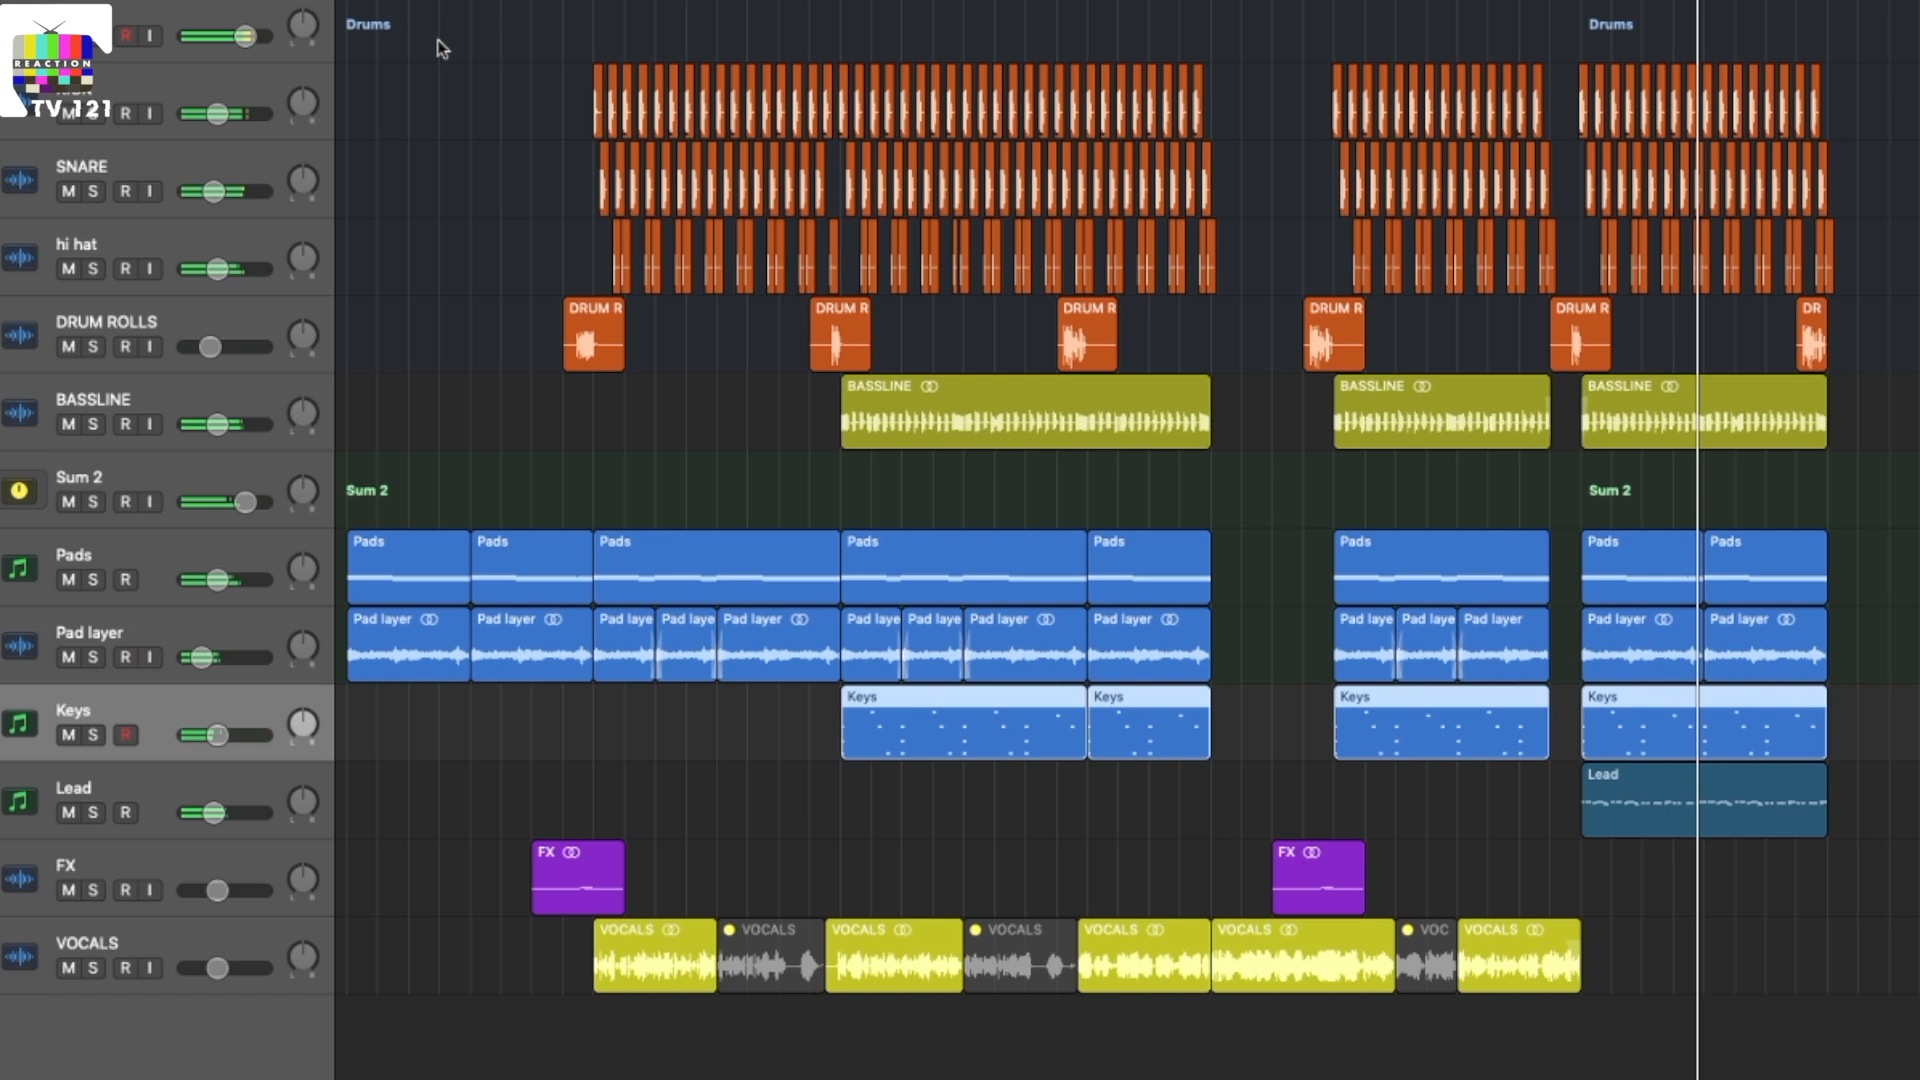 REACTION
TV 121
R I
Drums
Drums
M S R I
SNARE
M S R I
hi hat
M S R I
DRUM ROLLS
M S R I
DRUM R
DRUM R
DRUM R
DRUM R
DRUM R
DR
BASSLINE
M S R I
BASSLINE
BASSLINE
BASSLINE
Sum 2
M S R I
Sum 2
Sum 2
Pads
M S R
Pads
Pads
Pads
Pads
Pads
Pads
Pads
Pads
Pad layer
M S R I
Pad layer
Pad layer
Pad laye
Pad laye
Pad layer
Pad laye
Pad laye
Pad layer
Pad layer
Pad laye
Pad laye
Pad layer
Pad layer
Pad layer
Keys
M S R
Keys
Keys
Keys
Keys
Lead
M S R
Lead
FX
M S R I
FX
FX
VOCALS
M S R I
VOCALS
VOCALS
VOCALS
VOCALS
VOCALS
VOCALS
VOC
VOCALS